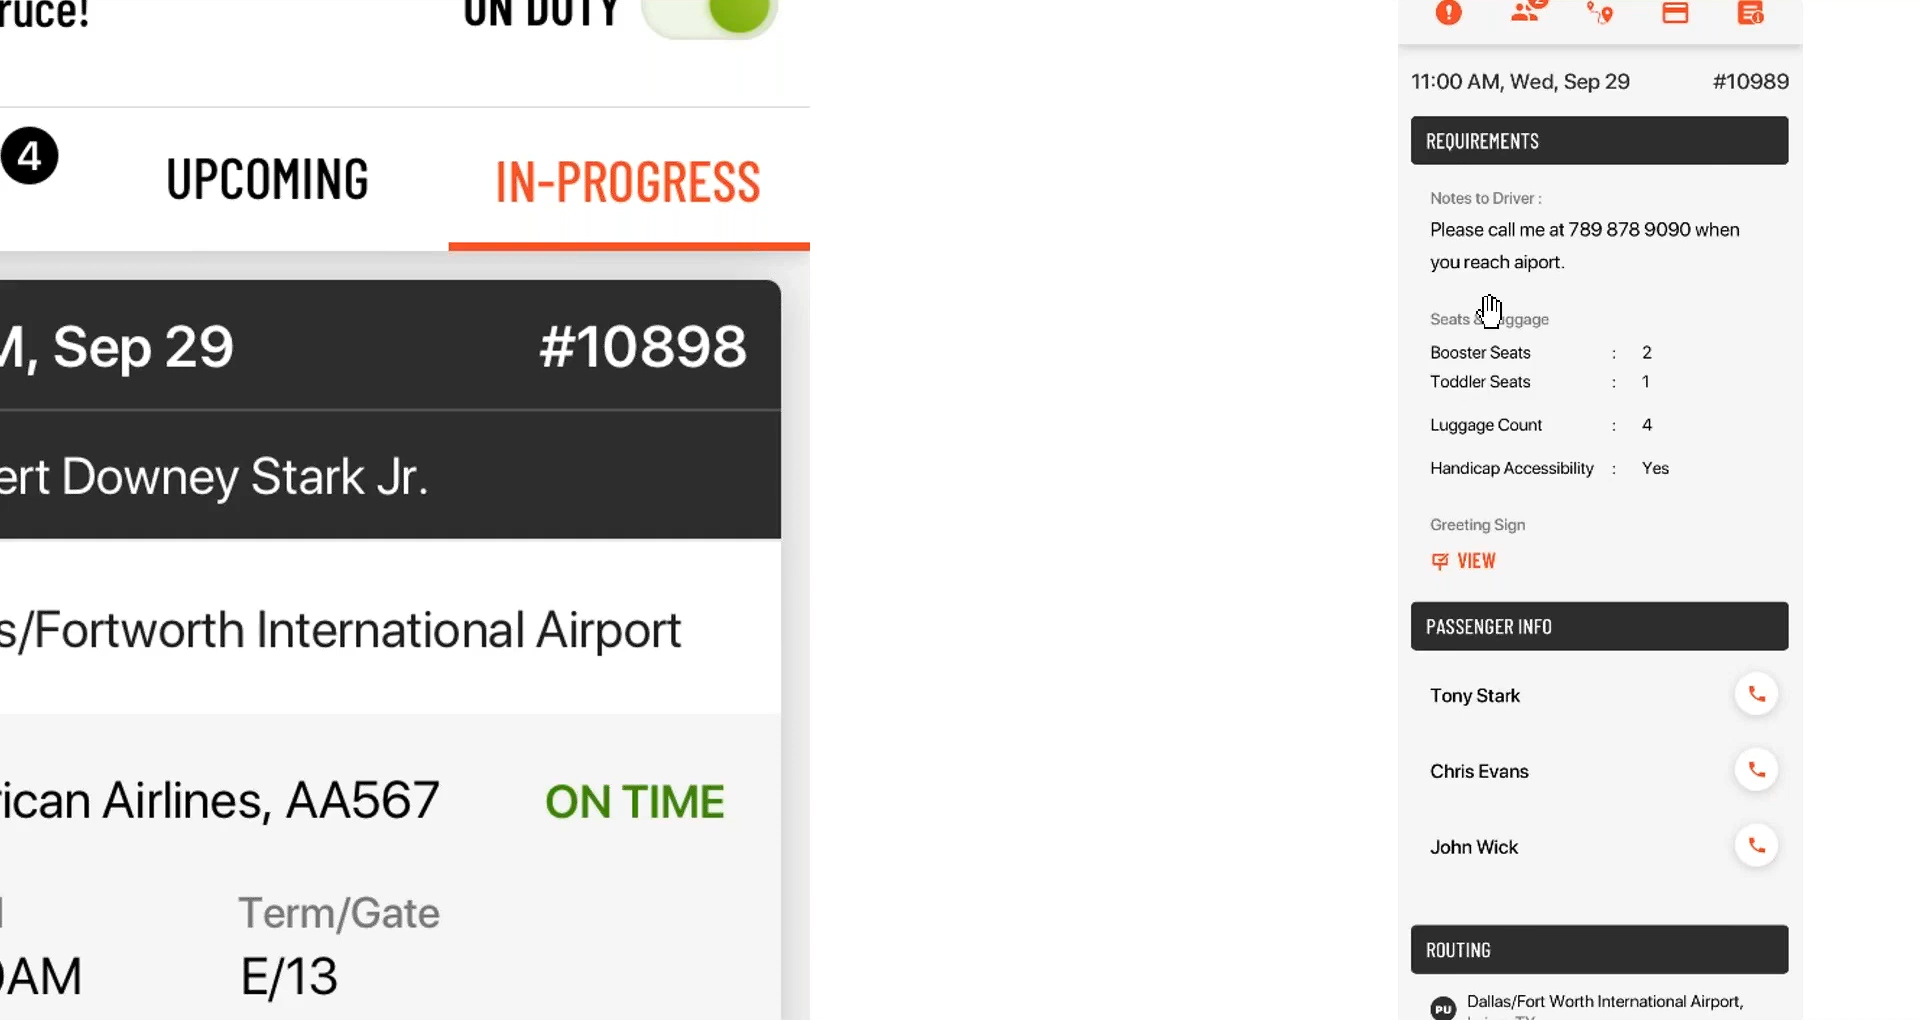 ruce!
ON DUTY
4
UPCOMING
IN-PROGRESS
M, Sep 29
#10898
ert Downey Stark Jr.
s/Fortworth International Airport
rican Airlines, AA567
ON TIME
Term/Gate
0AM
E/13
11:00 AM, Wed, Sep 29
#10989
REQUIREMENTS
Notes to Driver :
Please call me at 789 878 9090 when
you reach aiport.
Seats & Luggage
Booster Seats : 2
Toddler Seats : 1
Luggage Count : 4
Handicap Accessibility : Yes
Greeting Sign
VIEW
PASSENGER INFO
Tony Stark
Chris Evans
John Wick
ROUTING
PU
Dallas/Fort Worth International Airport,